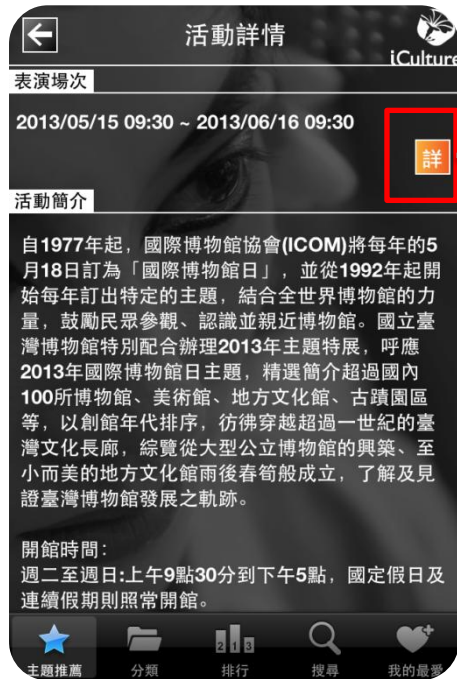 活動詳情
iCulture
表演場次
2013/05/15 09:30 ~ 2013/06/16 09:30
詳
活動簡介
自1977年起，國際博物館協會(ICOM)將每年的5
月18日訂為「國際博物館日」，並從1992年起開
始每年訂出特定的主題，結合全世界博物館的力
量，鼓勵民眾參觀、認識並親近博物館。國立臺
灣博物館特別配合辦理2013年主題特展，呼應
2013年國際博物館日主題，精選簡介超過國內
100所博物館、美術館、地方文化館、古蹟園區
等，以創館年代排序，彷彿穿越超過一世紀的臺
灣文化長廊，綜覽從大型公立博物館的興築、至
小而美的地方文化館雨後春筍般成立，了解及見
證臺灣博物館發展之軌跡。
開館時間：
週二至週日:上午9點30分到下午5點，國定假日及
連續假期則照常開館。
2 1 3
主題推薦 分類 排行 搜尋 我的最愛